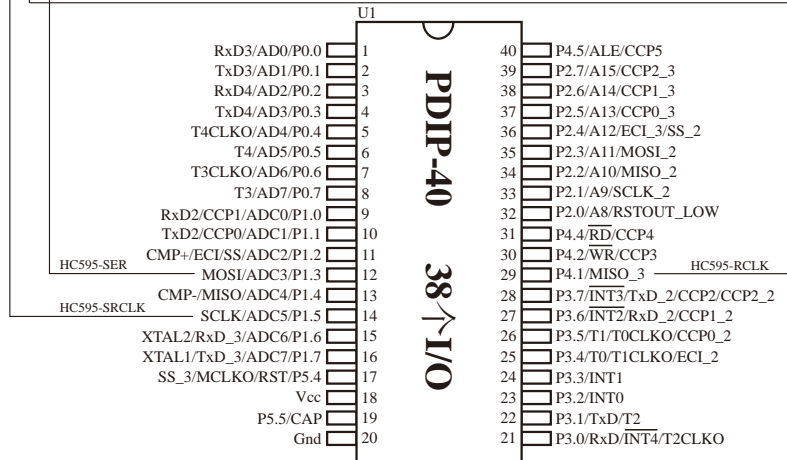 U1
RxD3/AD0/P0.0 1 40 P4.5/ALE/CCP5
TxD3/AD1/P0.1 2 39 P2.7/A15/CCP2_3
RxD4/AD2/P0.2 3 38 P2.6/A14/CCP1_3
TxD4/AD3/P0.3 4 37 P2.5/A13/CCP0_3
T4CLKO/AD4/P0.4 5 36 P2.4/A12/ECI_3/SS_2
T4/AD5/P0.5 6 35 P2.3/A11/MOSI_2
T3CLKO/AD6/P0.6 7 34 P2.2/A10/MISO_2
T3/AD7/P0.7 8 33 P2.1/A9/SCLK_2
RxD2/CCP1/ADC0/P1.0 9 32 P2.0/A8/RSTOUT_LOW
TxD2/CCP0/ADC1/P1.1 10 31 P4.4/RD/CCP4
CMP+/ECI/SS/ADC2/P1.2 11 30 P4.2/WR/CCP3
HC595-SER MOSI/ADC3/P1.3 12 29 P4.1/MISO_3 HC595-RCLK
CMP-/MISO/ADC4/P1.4 13 28 P3.7/INT3/TxD_2/CCP2/CCP2_2
HC595-SRCLK SCLK/ADC5/P1.5 14 27 P3.6/INT2/RxD_2/CCP1_2
XTAL2/RxD_3/ADC6/P1.6 15 26 P3.5/T1/T0CLKO/CCP0_2
XTAL1/TxD_3/ADC7/P1.7 16 25 P3.4/T0/T1CLKO/ECI_2
SS_3/MCLKO/RST/P5.4 17 24 P3.3/INT1
Vcc 18 23 P3.2/INT0
P5.5/CAP 19 22 P3.1/TxD/T2
Gnd 20 21 P3.0/RxD/INT4/T2CLKO
PDIP-40 38个I/O